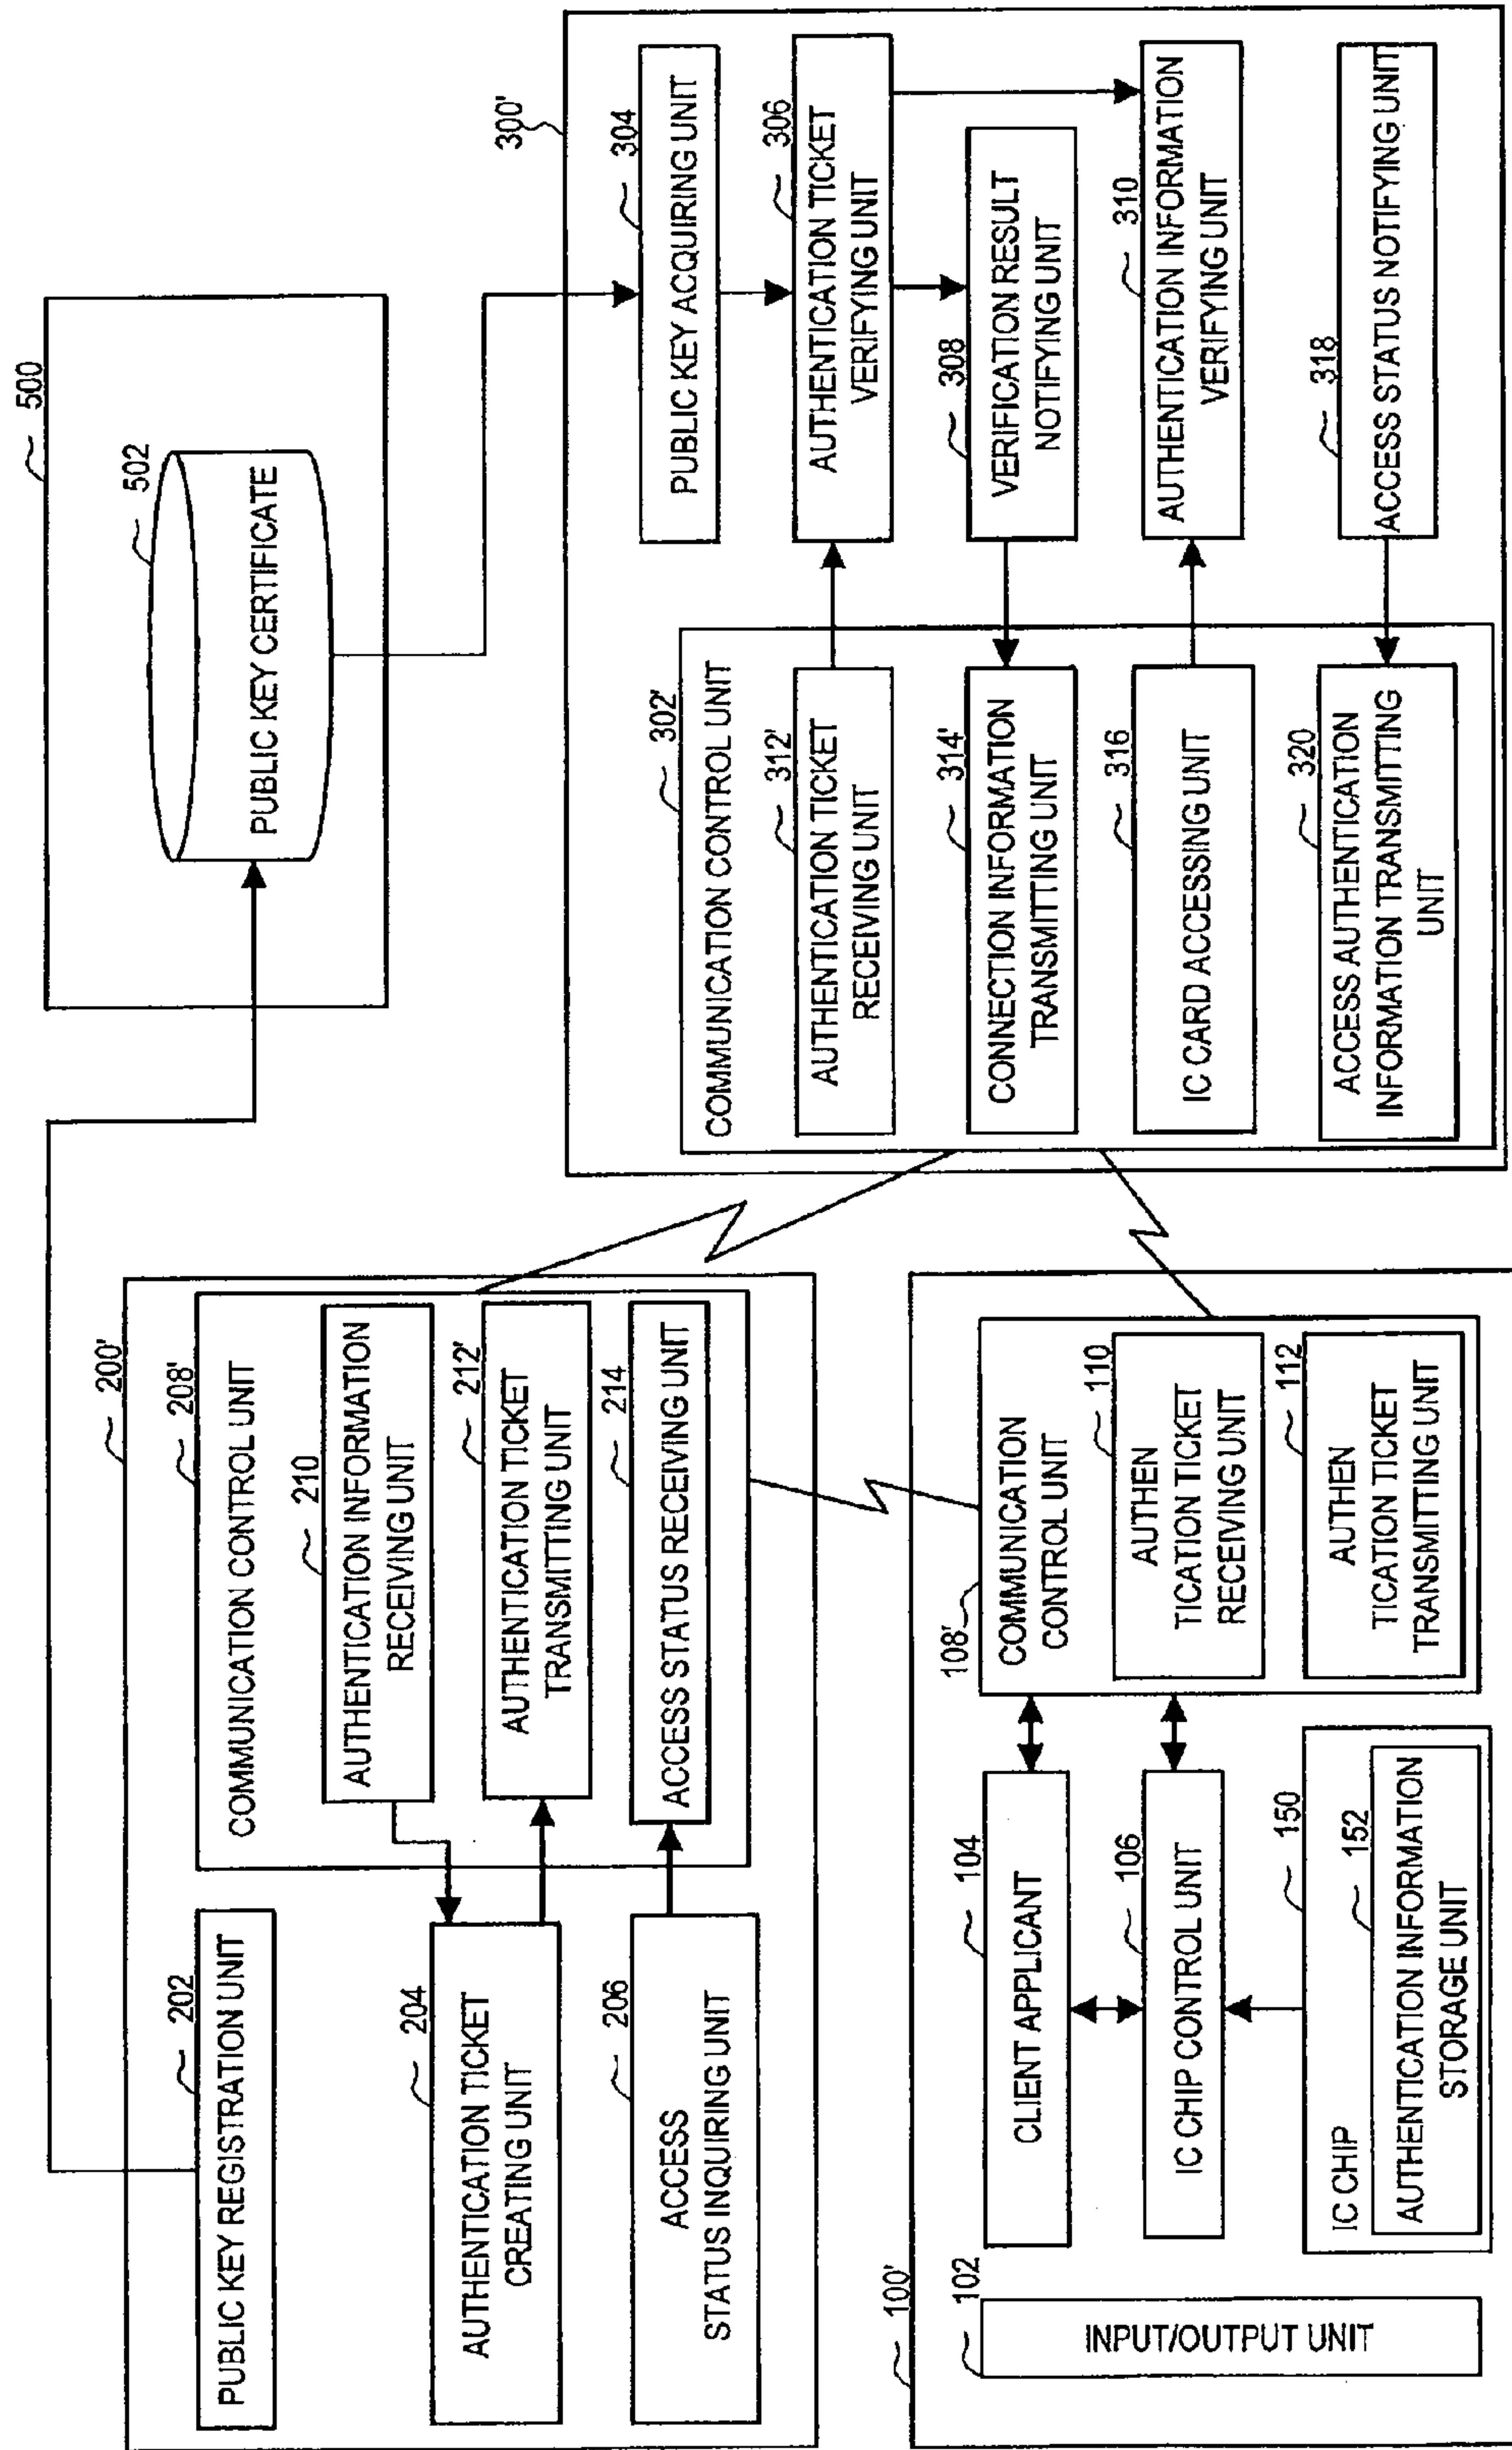 500
502
PUBLIC KEY CERTIFICATE
200'
202
PUBLIC KEY REGISTRATION UNIT
204
AUTHENTICATION TICKET
CREATING UNIT
206
ACCESS
STATUS INQUIRING UNIT
208'
COMMUNICATION CONTROL UNIT
210
AUTHENTICATION INFORMATION
RECEIVING UNIT
212'
AUTHENTICATION TICKET
TRANSMITTING UNIT
214
ACCESS STATUS RECEIVING UNIT
300'
302'
COMMUNICATION CONTROL UNIT
312'
AUTHENTICATION TICKET
RECEIVING UNIT
314'
CONNECTION INFORMATION
TRANSMITTING UNIT
316
IC CARD ACCESSING UNIT
320
ACCESS AUTHENTICATION
INFORMATION TRANSMITTING
UNIT
304
PUBLIC KEY ACQUIRING UNIT
306
AUTHENTICATION TICKET
VERIFYING UNIT
308
VERIFICATION RESULT
NOTIFYING UNIT
310
AUTHENTICATION INFORMATION
VERIFYING UNIT
318
ACCESS STATUS NOTIFYING UNIT
100'
102
INPUT/OUTPUT UNIT
104
CLIENT APPLICANT
106
IC CHIP CONTROL UNIT
150
IC CHIP
152
AUTHENTICATION INFORMATION
STORAGE UNIT
108'
COMMUNICATION
CONTROL UNIT
110
AUTHEN
TICATION TICKET
RECEIVING UNIT
112
AUTHEN
TICATION TICKET
TRANSMITTING UNIT